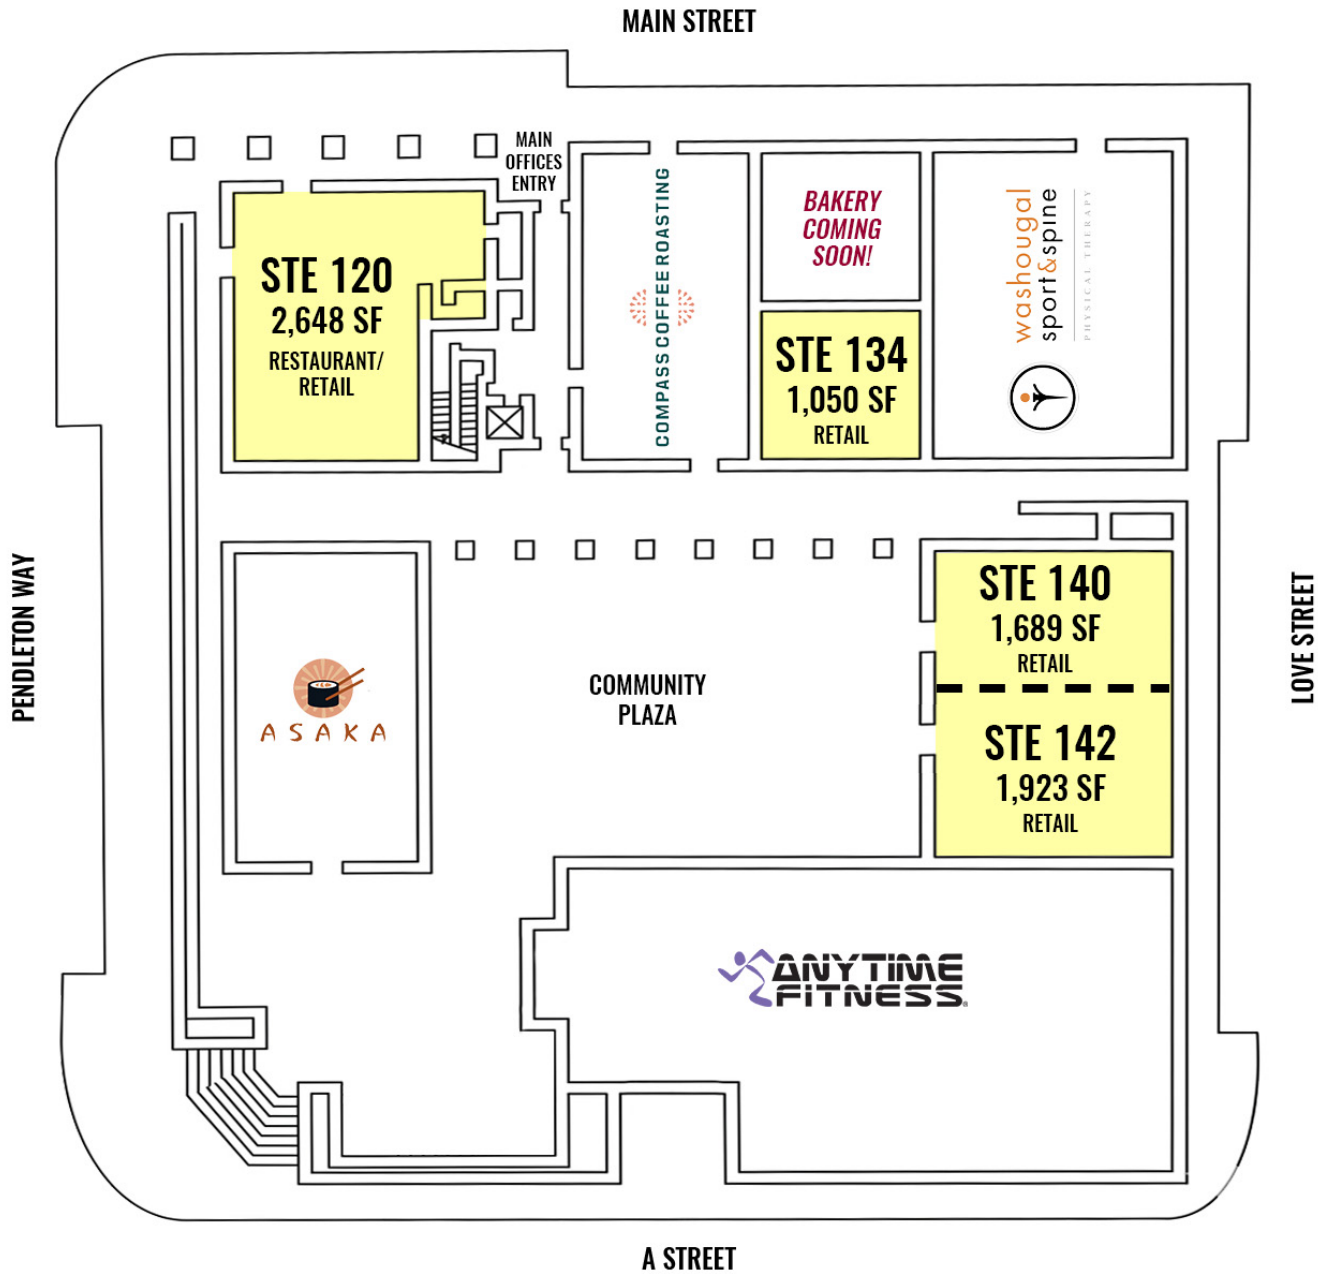 MAIN STREET
MAIN
OFFICES
ENTRY
STE 120
2,648 SF
RESTAURANT/
RETAIL
COMPASS COFFEE ROASTING
BAKERY
COMING
SOON!
STE 134
1,050 SF
RETAIL
washougal
sport&spine
PHYSICAL THERAPY
PENDLETON WAY
ASAKA
COMMUNITY
PLAZA
STE 140
1,689 SF
RETAIL
STE 142
1,923 SF
RETAIL
LOVE STREET
ANYTIME
FITNESS.
A STREET